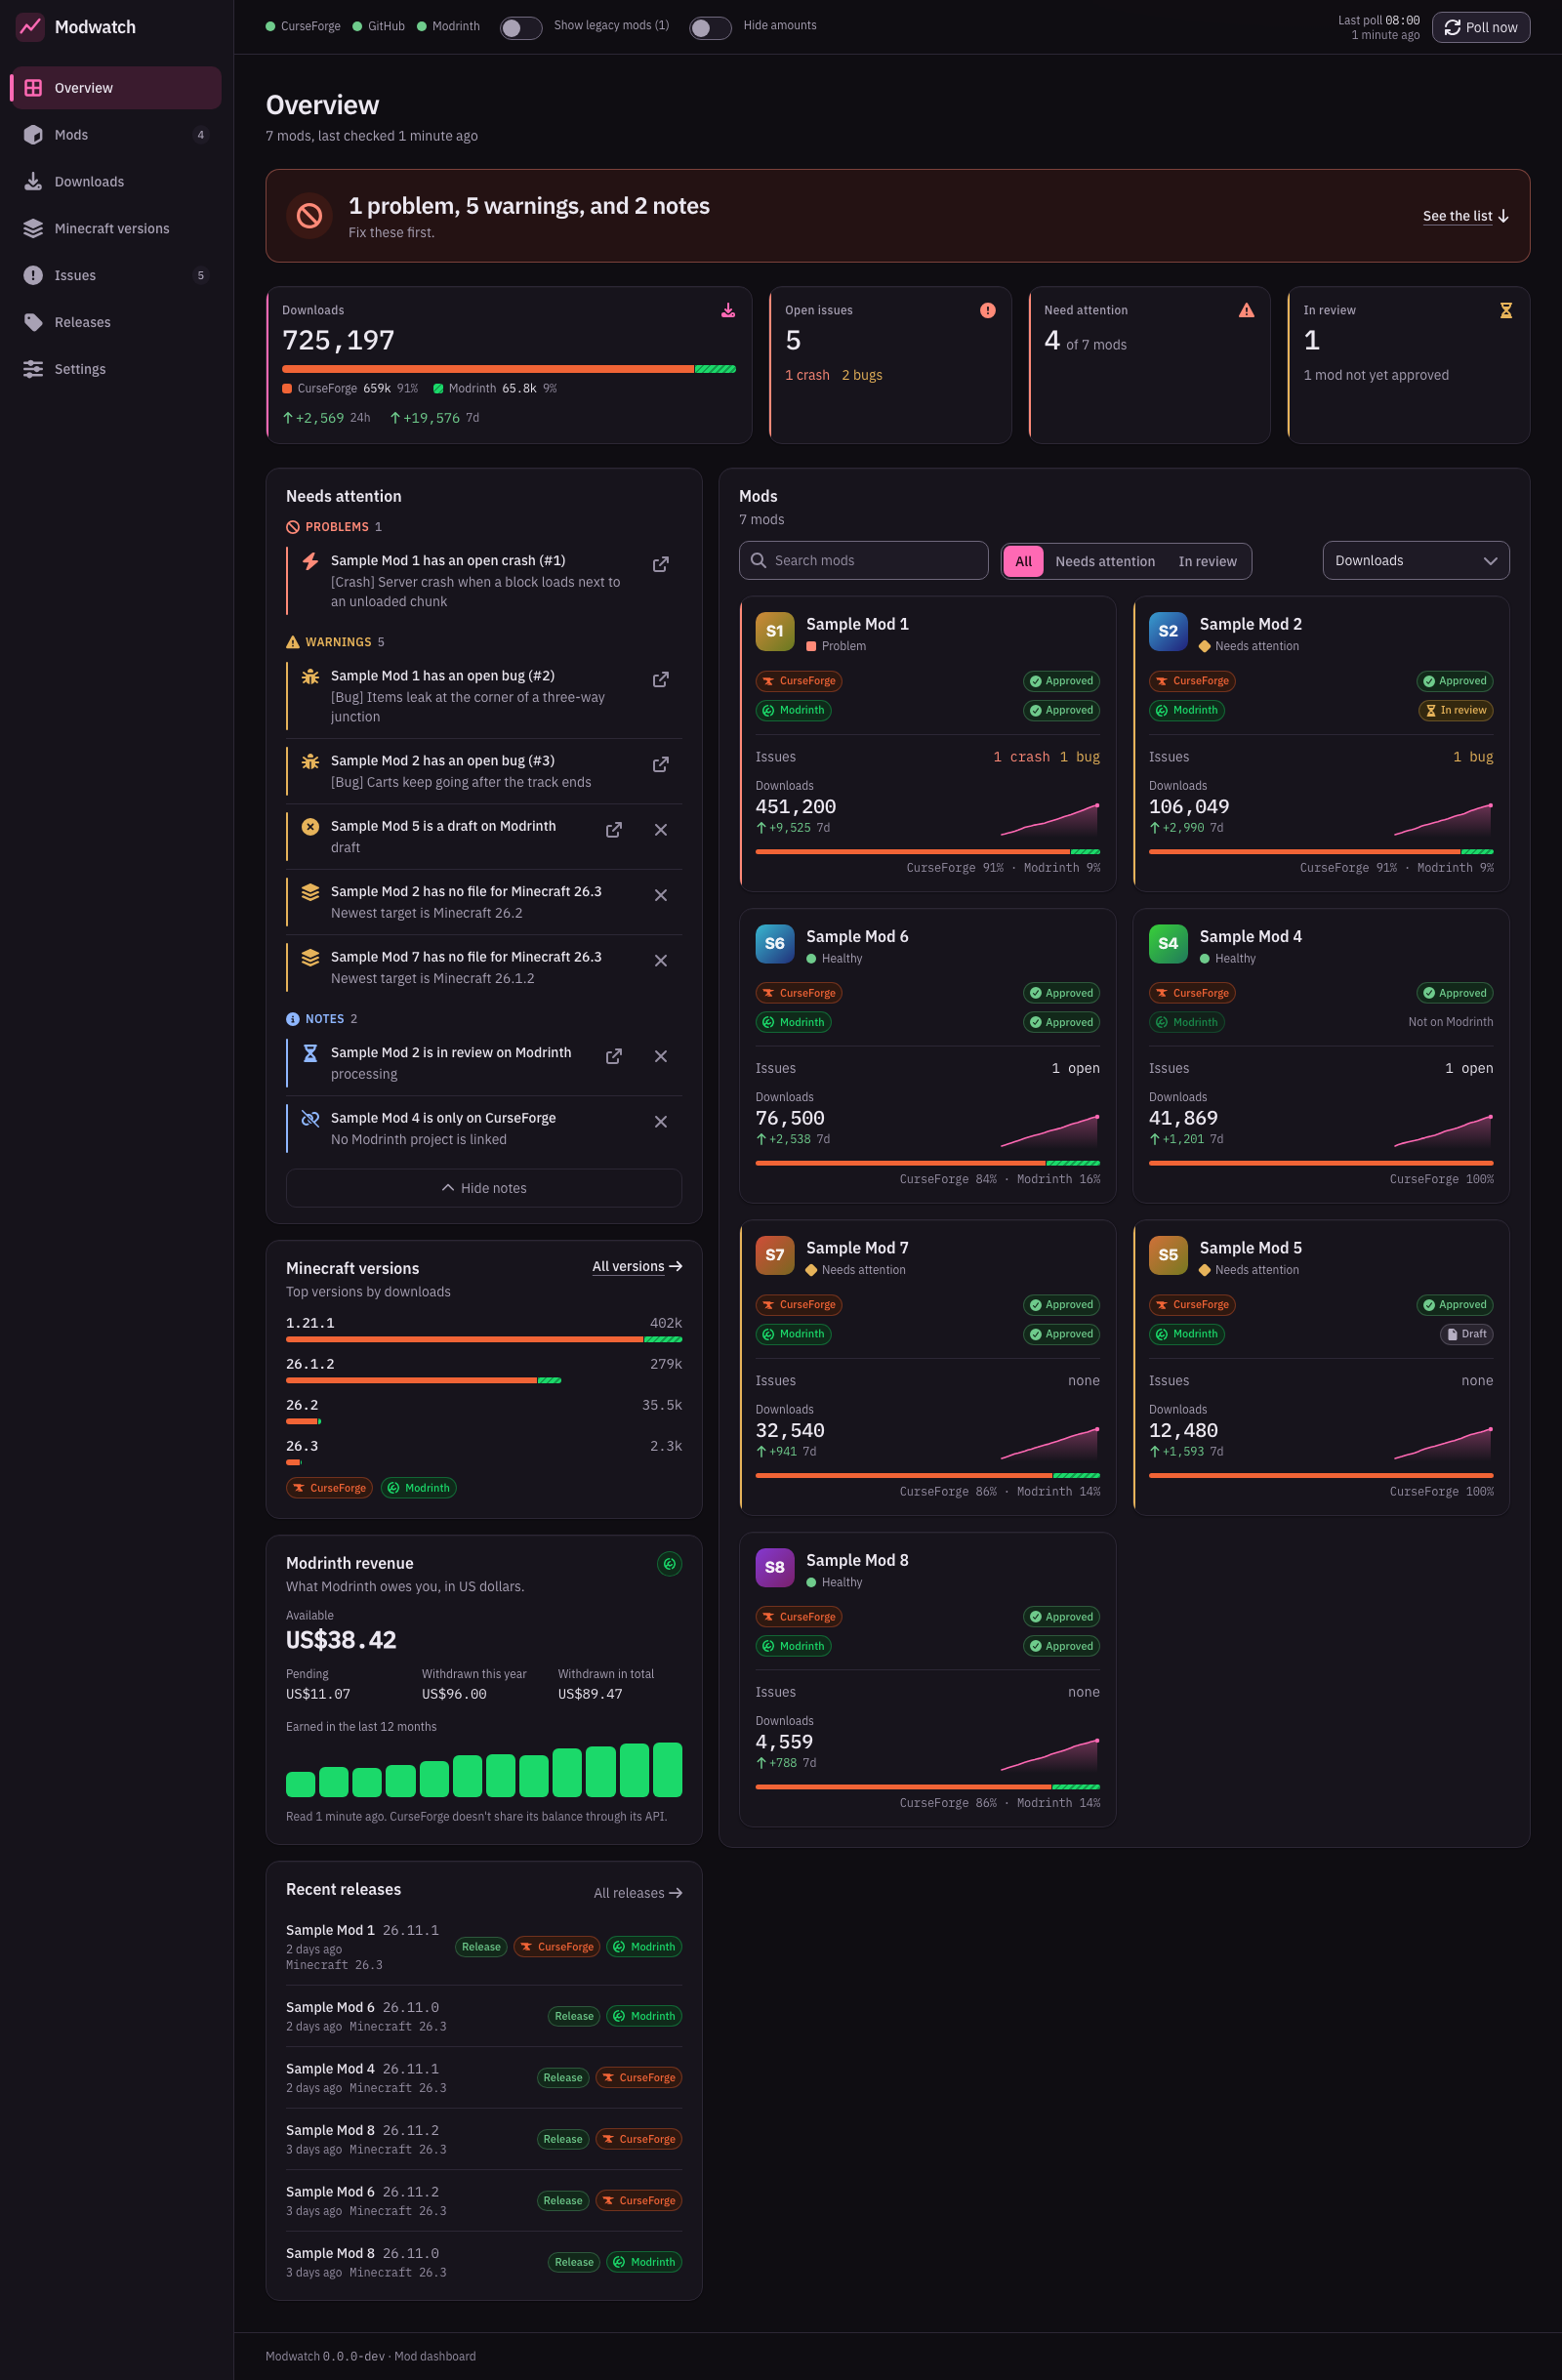 Modwatch
Overview
Mods 4
Downloads
Minecraft versions
Issues 5
Releases
Settings
CurseForge GitHub Modrinth Show legacy mods (1) Hide amounts
Last poll 08:00
1 minute ago
Poll now
Overview
7 mods, last checked 1 minute ago
1 problem, 5 warnings, and 2 notes
Fix these first.
See the list
Downloads
725,197
CurseForge 659k 91% Modrinth 65.8k 9%
+2,569 24h +19,576 7d
Open issues
5
1 crash 2 bugs
Need attention
4 of 7 mods
In review
1
1 mod not yet approved
Needs attention
PROBLEMS 1
Sample Mod 1 has an open crash (#1)
[Crash] Server crash when a block loads next to
an unloaded chunk
WARNINGS 5
Sample Mod 1 has an open bug (#2)
[Bug] Items leak at the corner of a three-way
junction
Sample Mod 2 has an open bug (#3)
[Bug] Carts keep going after the track ends
Sample Mod 5 is a draft on Modrinth
draft
Sample Mod 2 has no file for Minecraft 26.3
Newest target is Minecraft 26.2
Sample Mod 7 has no file for Minecraft 26.3
Newest target is Minecraft 26.1.2
NOTES 2
Sample Mod 2 is in review on Modrinth
processing
Sample Mod 4 is only on CurseForge
No Modrinth project is linked
Hide notes
Minecraft versions
All versions
Top versions by downloads
1.21.1 402k
26.1.2 279k
26.2 35.5k
26.3 2.3k
CurseForge Modrinth
Modrinth revenue
What Modrinth owes you, in US dollars.
Available
US$38.42
Pending Withdrawn this year Withdrawn in total
US$11.07 US$96.00 US$89.47
Earned in the last 12 months
Read 1 minute ago. CurseForge doesn't share its balance through its API.
Recent releases
All releases
Sample Mod 1 26.11.1
2 days ago
Minecraft 26.3
Release CurseForge Modrinth
Sample Mod 6 26.11.0
2 days ago Minecraft 26.3
Release Modrinth
Sample Mod 4 26.11.1
2 days ago Minecraft 26.3
Release CurseForge
Sample Mod 8 26.11.2
3 days ago Minecraft 26.3
Release CurseForge
Sample Mod 6 26.11.2
3 days ago Minecraft 26.3
Release CurseForge
Sample Mod 8 26.11.0
3 days ago Minecraft 26.3
Release Modrinth
Mods
7 mods
Search mods
All Needs attention In review
Downloads
S1 Sample Mod 1
Problem
CurseForge Approved
Modrinth Approved
Issues 1 crash 1 bug
Downloads
451,200
+9,525 7d
CurseForge 91% · Modrinth 9%
S2 Sample Mod 2
Needs attention
CurseForge Approved
Modrinth In review
Issues 1 bug
Downloads
106,049
+2,990 7d
CurseForge 91% · Modrinth 9%
S6 Sample Mod 6
Healthy
CurseForge Approved
Modrinth Approved
Issues 1 open
Downloads
76,500
+2,538 7d
CurseForge 84% · Modrinth 16%
S4 Sample Mod 4
Healthy
CurseForge Approved
Modrinth Not on Modrinth
Issues 1 open
Downloads
41,869
+1,201 7d
CurseForge 100%
S7 Sample Mod 7
Needs attention
CurseForge Approved
Modrinth Approved
Issues none
Downloads
32,540
+941 7d
CurseForge 86% · Modrinth 14%
S5 Sample Mod 5
Needs attention
CurseForge Approved
Modrinth Draft
Issues none
Downloads
12,480
+1,593 7d
CurseForge 100%
S8 Sample Mod 8
Healthy
CurseForge Approved
Modrinth Approved
Issues none
Downloads
4,559
+788 7d
CurseForge 86% · Modrinth 14%
Modwatch 0.0.0-dev · Mod dashboard